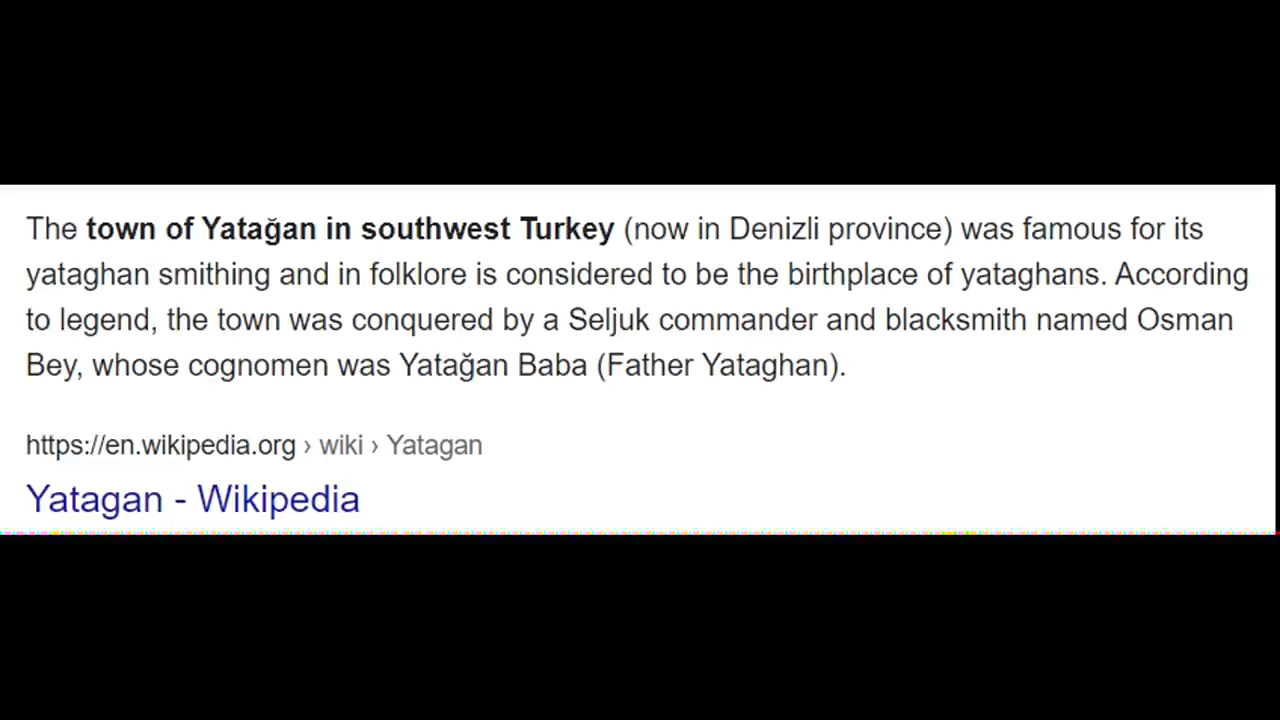 The town of Yatağan in southwest Turkey (now in Denizli province) was famous for its
yataghan smithing and in folklore is considered to be the birthplace of yataghans. According
to legend, the town was conquered by a Seljuk commander and blacksmith named Osman
Bey, whose cognomen was Yatağan Baba (Father Yataghan).
https://en.wikipedia.org › wiki › Yatagan
Yatagan - Wikipedia